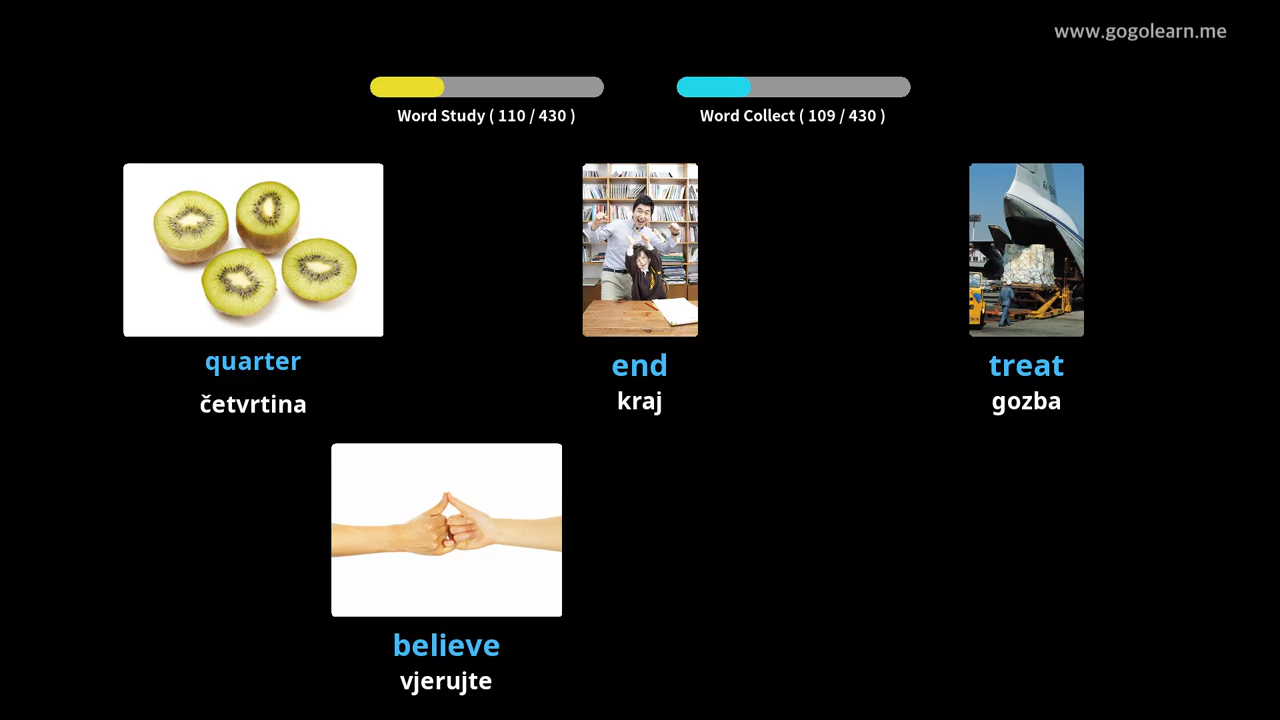 www.gogolearn.me
Word Study ( 110 / 430 )
Word Collect ( 109 / 430 )
quarter
četvrtina
end
kraj
treat
gozba
believe
vjerujte